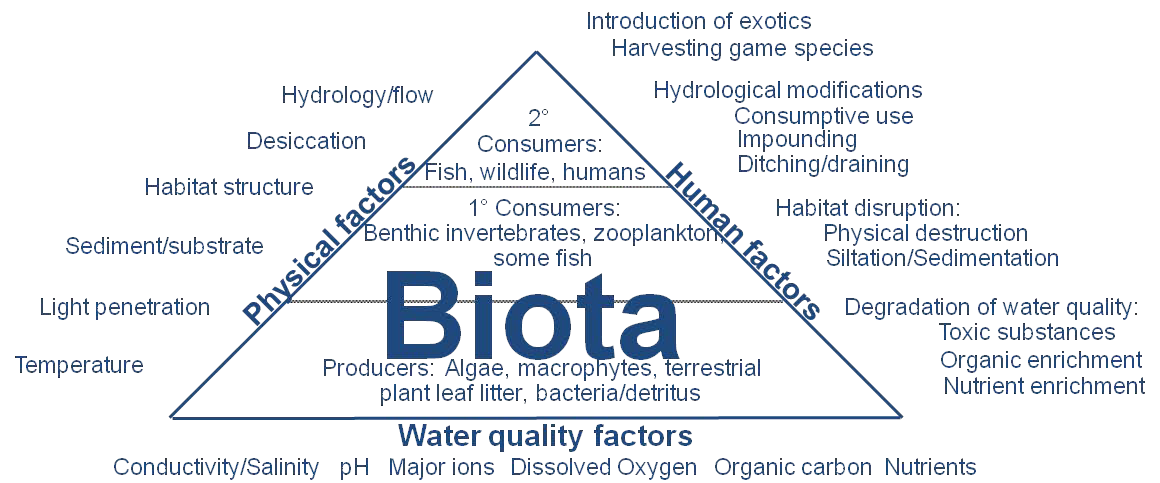 Introduction of exotics
Harvesting game species
Hydrology/flow
Desiccation
Habitat structure
Sediment/substrate
Light penetration
Temperature
Physical factors
2°
Consumers:
Fish, wildlife, humans
1° Consumers:
Benthic invertebrates, zooplankton,
some fish
Biota
Producers: Algae, macrophytes, terrestrial
plant leaf litter, bacteria/detritus
Human factors
Hydrological modifications
Consumptive use
Impounding
Ditching/draining
Habitat disruption:
Physical destruction
Siltation/Sedimentation
Degradation of water quality:
Toxic substances
Organic enrichment
Nutrient enrichment
Water quality factors
Conductivity/Salinity pH Major ions Dissolved Oxygen Organic carbon Nutrients